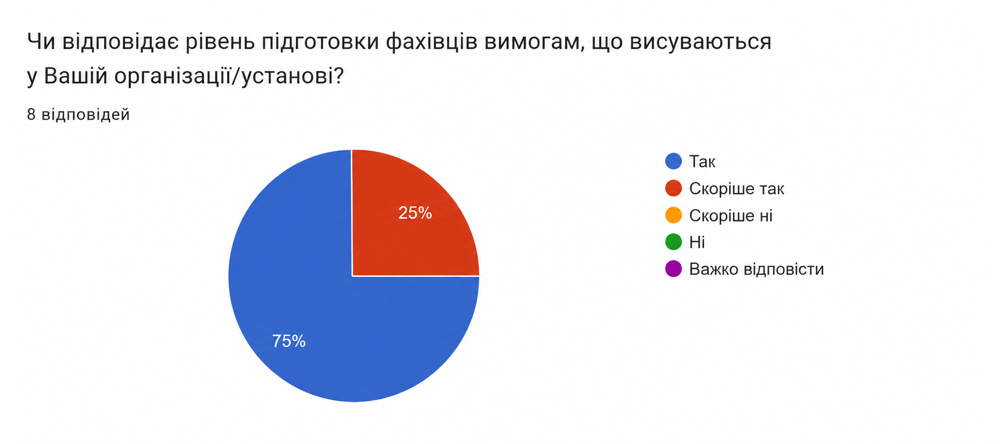 Чи відповідає рівень підготовки фахівців вимогам, що висуваються
у Вашій організації/установі?
8 відповідей
25%
75%
Так
Скоріше так
Скоріше ні
Ні
Важко відповісти